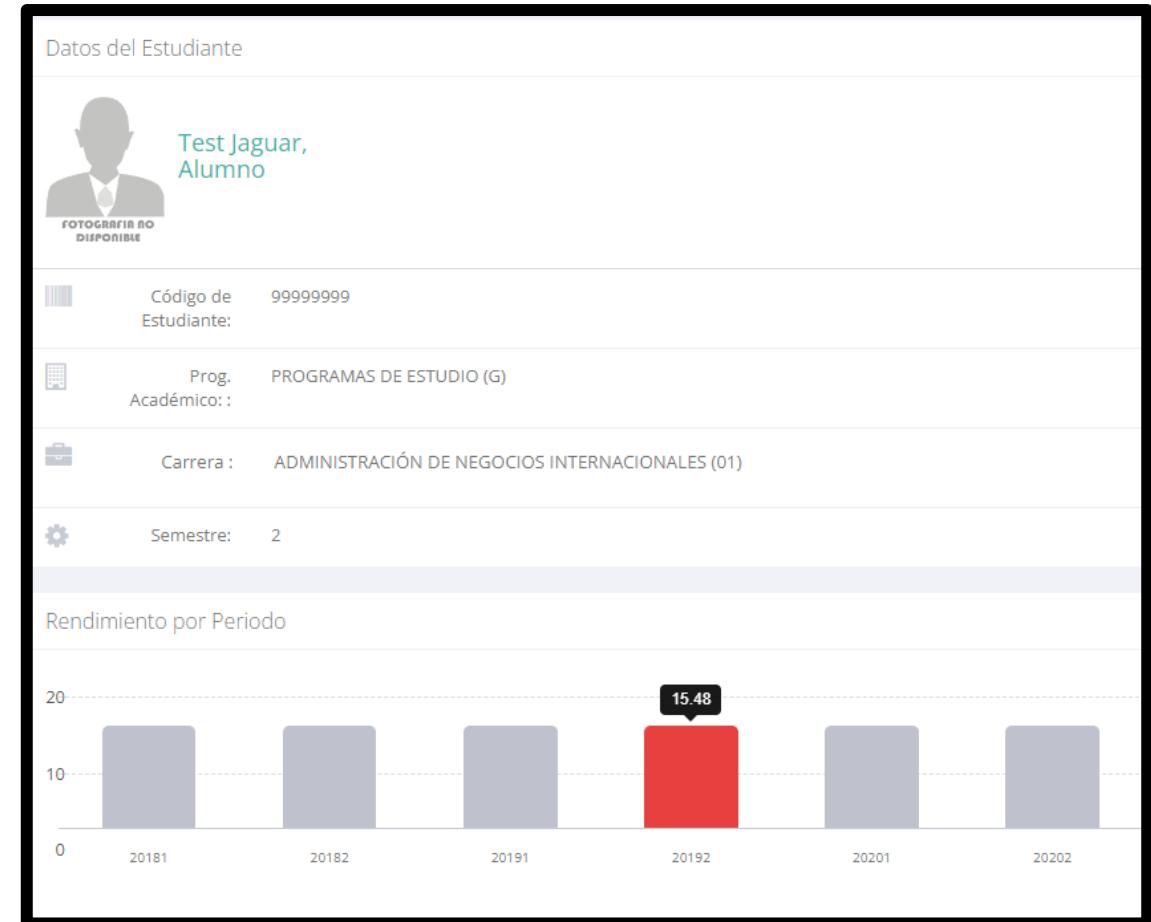 Datos del Estudiante
Test Jaguar,
Alumno
FOTOGRAFIA NO
DISPONIBLE
Código de 99999999
Estudiante:
Prog. PROGRAMAS DE ESTUDIO (G)
Académico: :
Carrera : ADMINISTRACIÓN DE NEGOCIOS INTERNACIONALES (01)
Semestre: 2
Rendimiento por Periodo
20
15.48
10
0
20181 20182 20191 20192 20201 20202